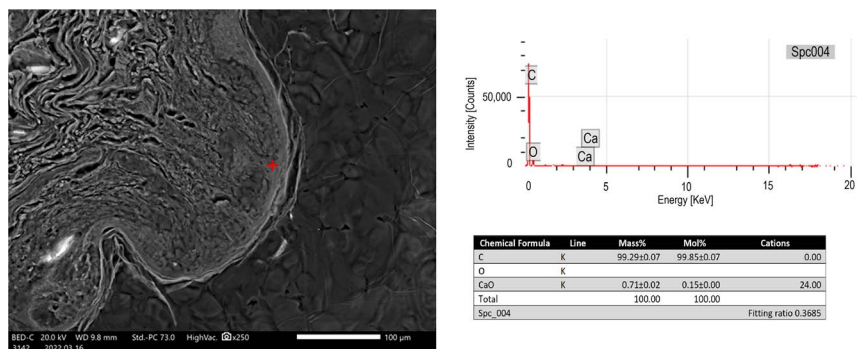 BED-C 20.0 kV WD 9.8 mm Std.-PC 73.0 HighVac. x250 100 µm
3142 2022.03.16
Spc004
Intensity [Counts]
50,000
0
C
O
Ca
Ca
0 5 10 15 20
Energy [KeV]
Chemical Formula Line Mass% Mol% Cations
C K 99.29±0.07 99.85±0.07 0.00
O K
CaO K 0.71±0.02 0.15±0.00 24.00
Total 100.00 100.00
Spc_004 Fitting ratio 0.3685